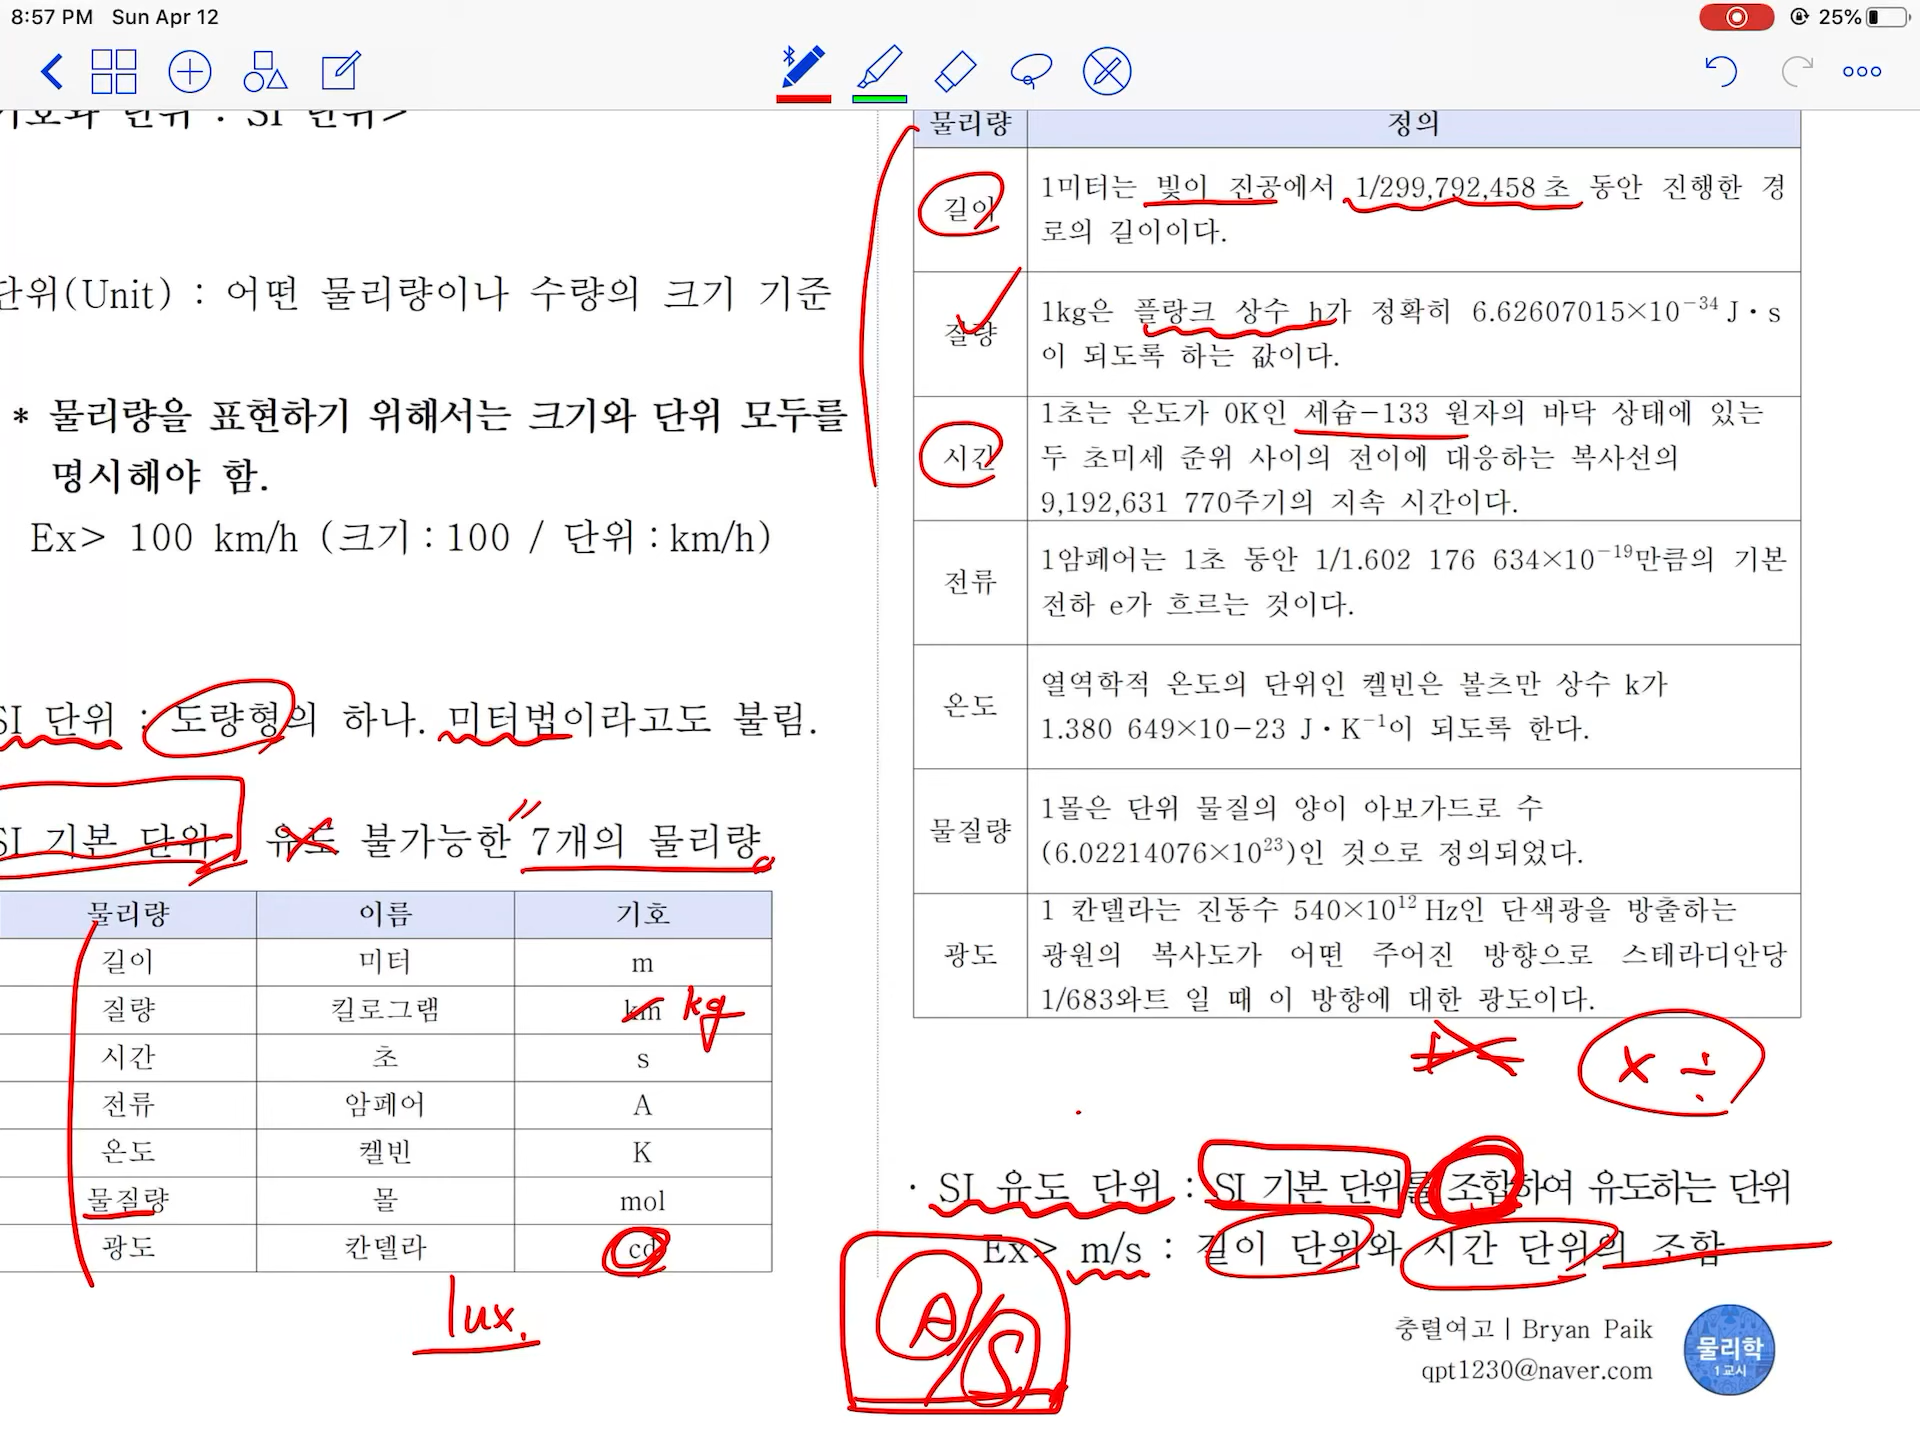 8:57 PM Sun Apr 12
25%
단위 : SI 단위>
단위(Unit) : 어떤 물리량이나 수량의 크기 기준
* 물리량을 표현하기 위해서는 크기와 단위 모두를
명시해야 함.
Ex> 100 km/h (크기 : 100 / 단위 : km/h)
SI 단위 : 도량형의 하나. 미터법이라고도 불림.
SI 기본 단위 유도 불가능한 7개의 물리량
물리량 이름 기호
길이 미터 m
질량 킬로그램 km kg
시간 초 s
전류 암페어 A
온도 켈빈 K
물질량 몰 mol
광도 칸델라 cd
lux.
물리량 정의
길이 1미터는 빛이 진공에서 1/299,792,458 초 동안 진행한 경
로의 길이이다.
질량 1kg은 플랑크 상수 h가 정확히 6.62607015×10⁻³⁴ J·s
이 되도록 하는 값이다.
시간 1초는 온도가 0K인 세슘-133 원자의 바닥 상태에 있는
두 초미세 준위 사이의 전이에 대응하는 복사선의
9,192,631 770주기의 지속 시간이다.
전류 1암페어는 1초 동안 1/1.602 176 634×10⁻¹⁹만큼의 기본
전하 e가 흐르는 것이다.
온도 열역학적 온도의 단위인 켈빈은 볼츠만 상수 k가
1.380 649×10-23 J·K⁻¹이 되도록 한다.
물질량 1몰은 단위 물질의 양이 아보가드로 수
(6.02214076×10²³)인 것으로 정의되었다.
광도 1 칸델라는 진동수 540×10¹² Hz인 단색광을 방출하는
광원의 복사도가 어떤 주어진 방향으로 스테라디안당
1/683와트 일 때 이 방향에 대한 광도이다.
× ÷
· SI 유도 단위 : SI 기본 단위를 조합하여 유도하는 단위
Ex> m/s : 길이 단위와 시간 단위의 조합
A/S
충렬여고 | Bryan Paik
qpt1230@naver.com
물리학
1교시